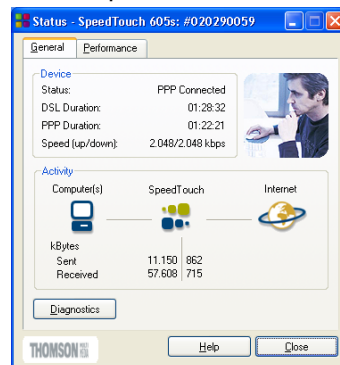 Status - SpeedTouch 605s: #020290059
General Performance
Device
Status: PPP Connected
DSL Duration: 01:28:32
PPP Duration: 01:22:21
Speed (up/down): 2.048/2.048 kbps
Activity
Computer(s) SpeedTouch Internet
kBytes
Sent 11.150 862
Received 57.608 715
Diagnostics
THOMSON
Help Close